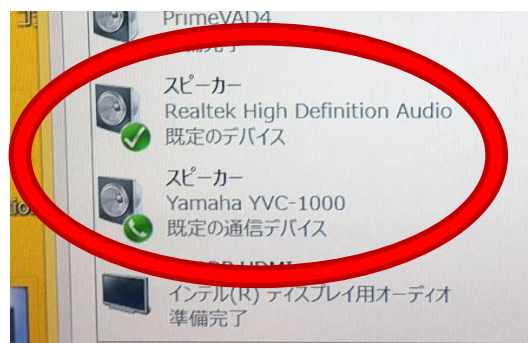 PrimeVAD4
スピーカー
Realtek High Definition Audio
既定のデバイス
スピーカー
Yamaha YVC-1000
既定の通信デバイス
HDMI
インテル(R) ディスプレイ用オーディオ
準備完了